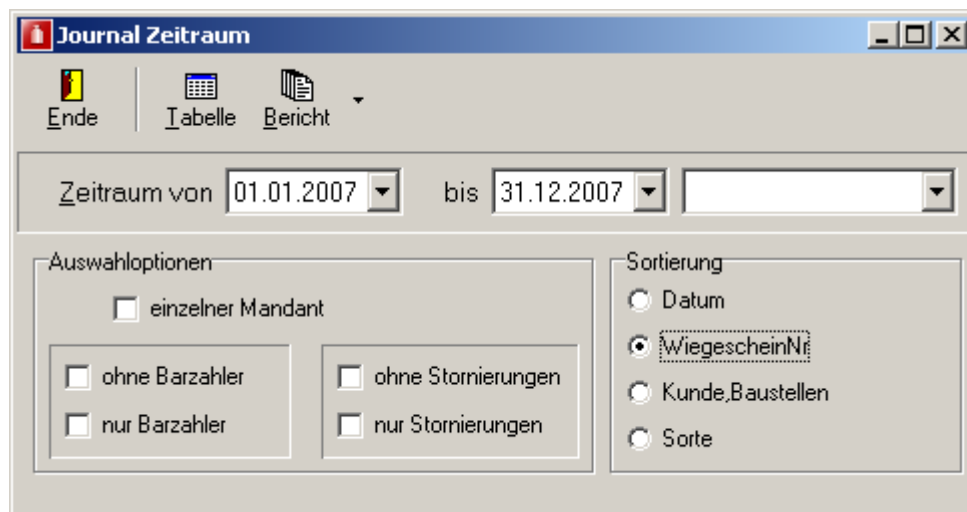 Journal Zeitraum
Ende Tabelle Bericht
Zeitraum von 01.01.2007 bis 31.12.2007
Auswahloptionen
einzelner Mandant
ohne Barzahler
nur Barzahler
ohne Stornierungen
nur Stornierungen
Sortierung
Datum
WiegescheinNr
Kunde,Baustellen
Sorte